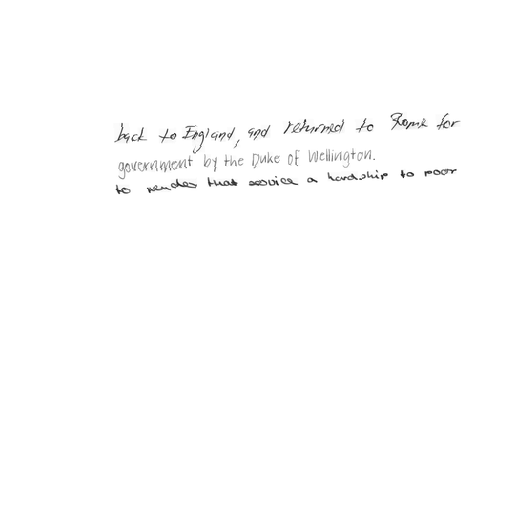 back to England, and returned to Rome for
government by the Duke of Wellington.
to render that service a hardship to poor